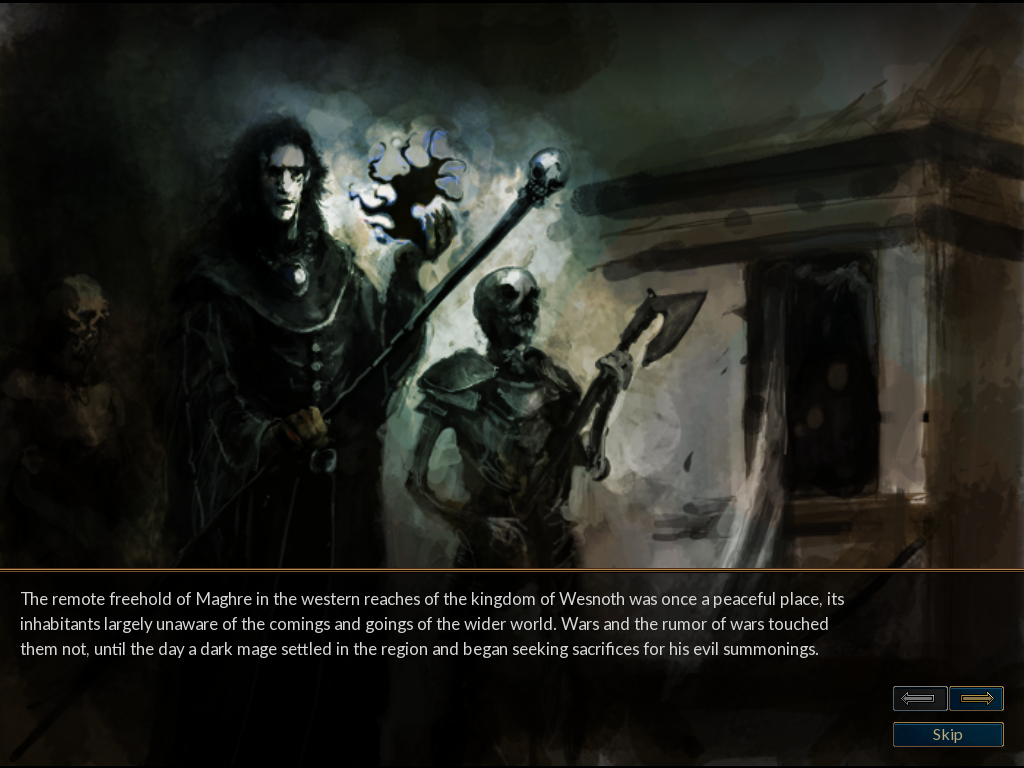 The remote freehold of Maghre in the western reaches of the kingdom of Wesnoth was once a peaceful place, its
inhabitants largely unaware of the comings and goings of the wider world. Wars and the rumor of wars touched
them not, until the day a dark mage settled in the region and began seeking sacrifices for his evil summonings.
Skip